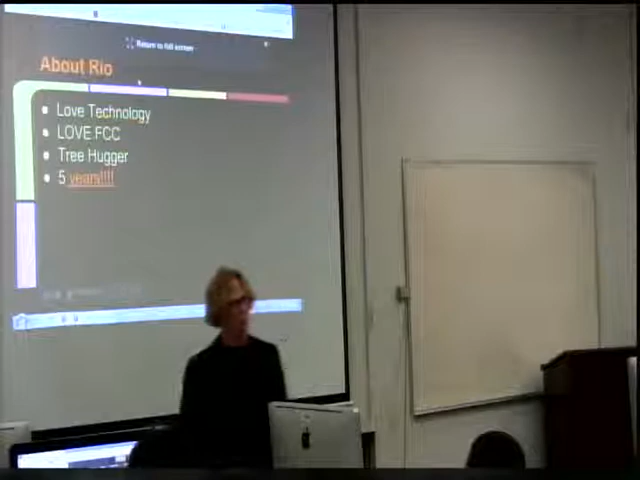 Return to full screen
About Rio
Love Technology
LOVE FCC
Tree Hugger
5 years!!!!